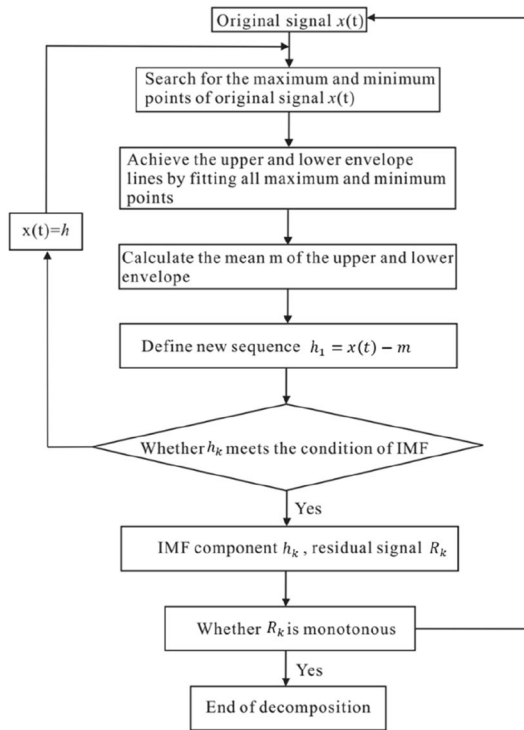 Original signal x(t)
Search for the maximum and minimum
points of original signal x(t)
Achieve the upper and lower envelope
lines by fitting all maximum and minimum
points
x(t)=h
Calculate the mean m of the upper and lower
envelope
Define new sequence h₁ = x(t) − m
Whether hₖ meets the condition of IMF
Yes
IMF component hₖ, residual signal Rₖ
Whether Rₖ is monotonous
Yes
End of decomposition